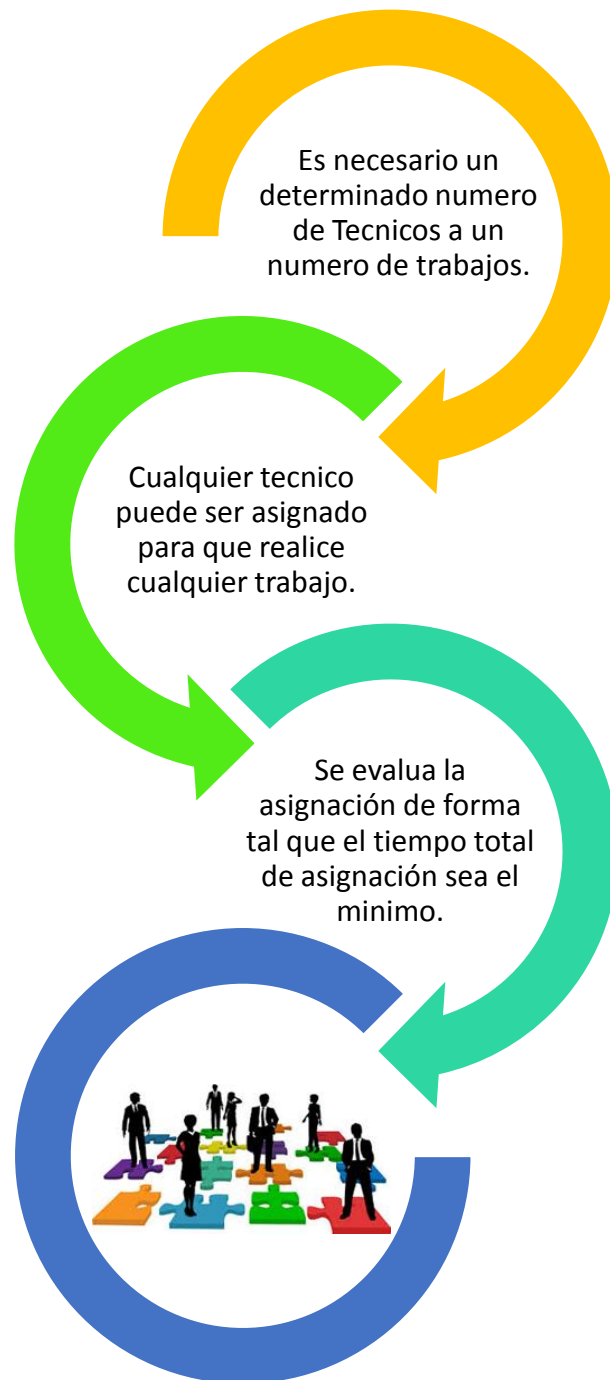 Es necesario un
determinado numero
de Tecnicos a un
numero de trabajos.
Cualquier tecnico
puede ser asignado
para que realice
cualquier trabajo.
Se evalua la
asignación de forma
tal que el tiempo total
de asignación sea el
minimo.